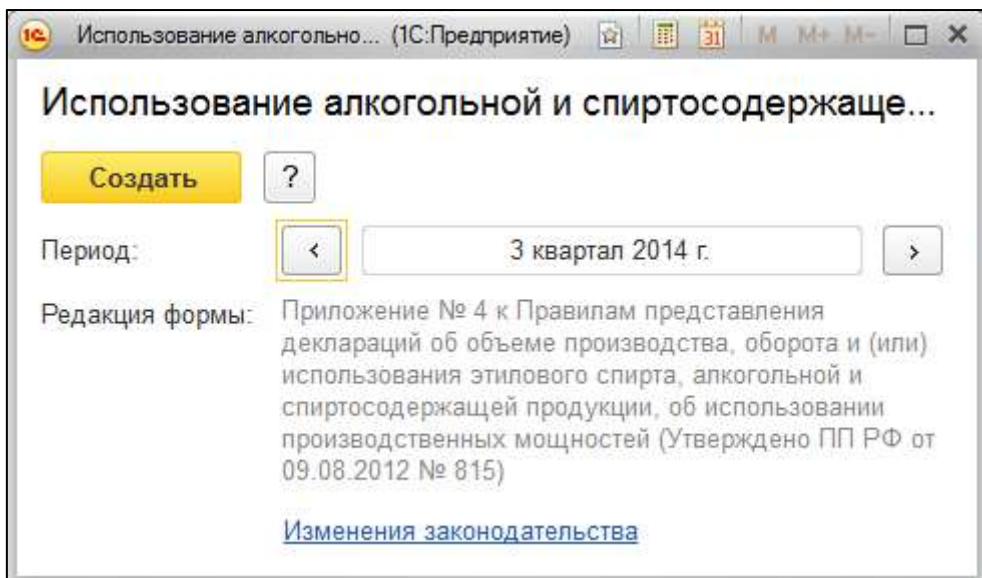 1С Использование алкогольно... (1С:Предприятие) 31 M M+ M-
Использование алкогольной и спиртосодержаще...
Создать ?
Период: < 3 квартал 2014 г. >
Редакция формы: Приложение № 4 к Правилам представления
деклараций об объеме производства, оборота и (или)
использования этилового спирта, алкогольной и
спиртосодержащей продукции, об использовании
производственных мощностей (Утверждено ПП РФ от
09.08.2012 № 815)
Изменения законодательства